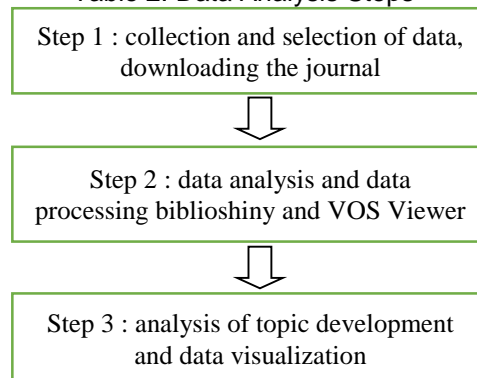 Table 2. Data Analysis Steps
Step 1 : collection and selection of data,
downloading the journal
Step 2 : data analysis and data
processing biblioshiny and VOS Viewer
Step 3 : analysis of topic development
and data visualization